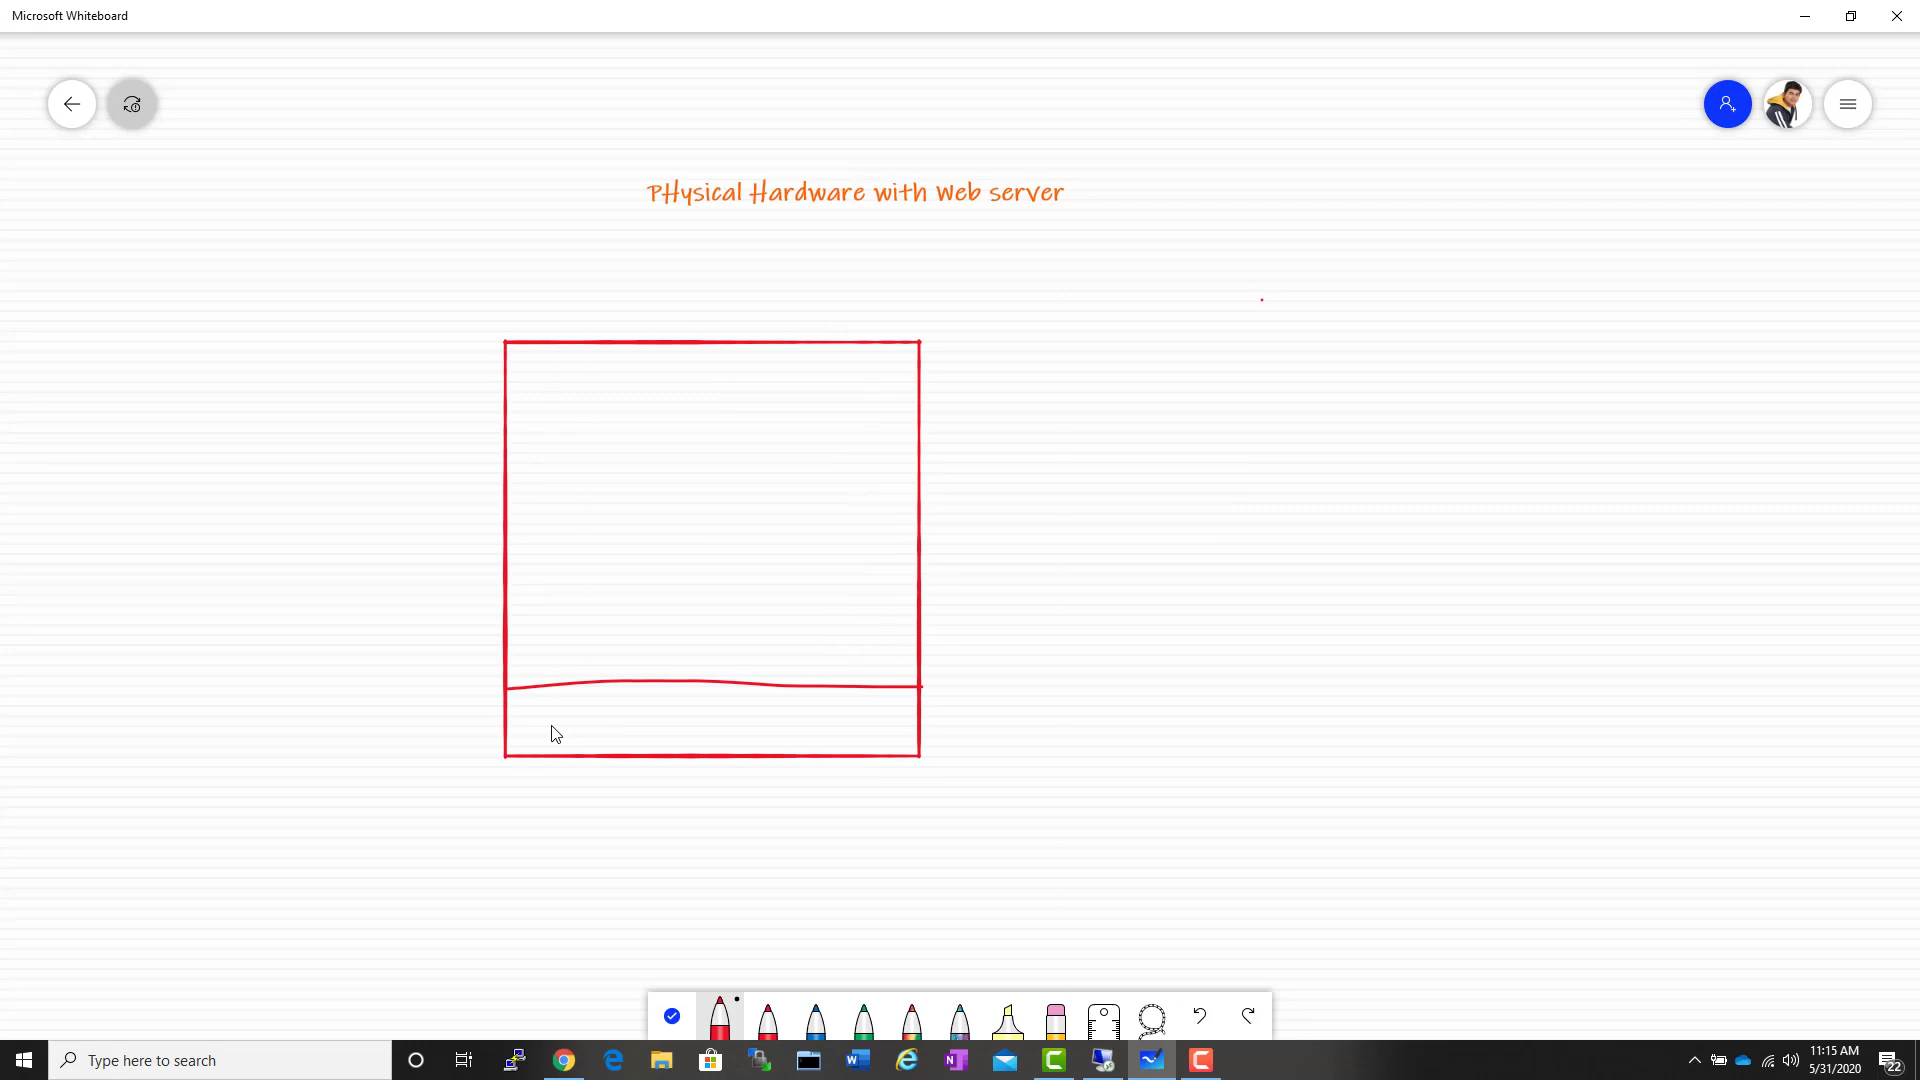 Microsoft Whiteboard
PHysical Hardware with Web server
Type here to search
11:15 AM
5/31/2020
22